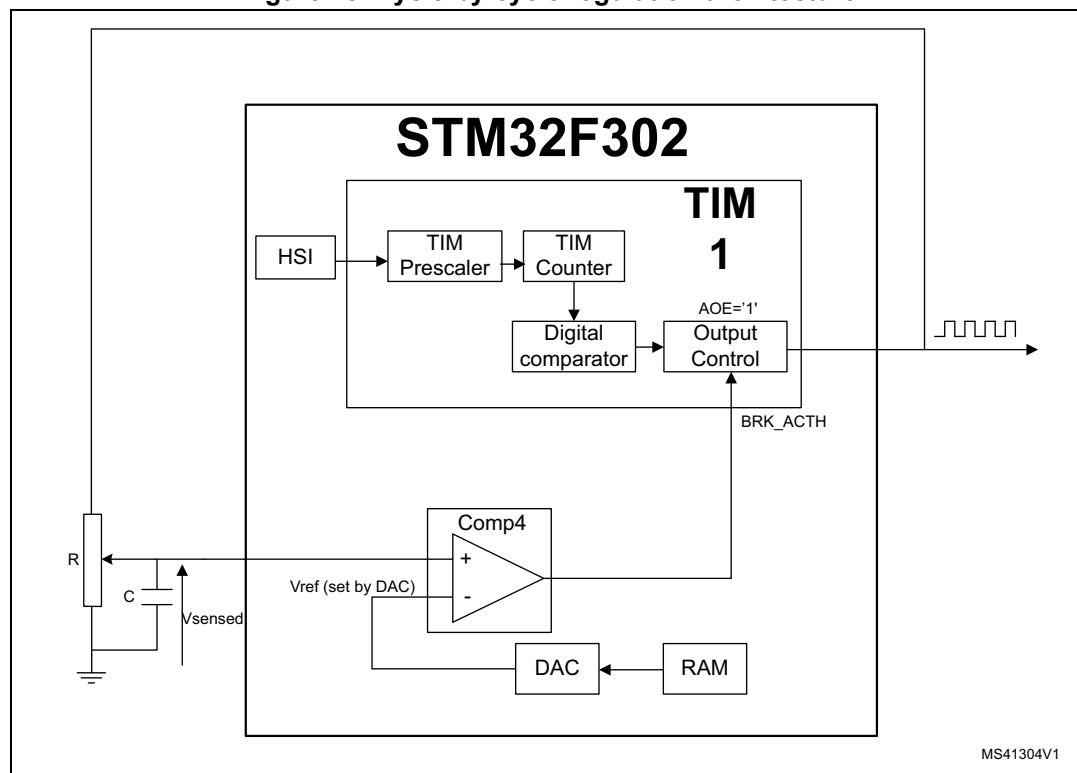 STM32F302
TIM
1
HSI
TIM
Prescaler
TIM
Counter
AOE='1'
Digital
comparator
Output
Control
BRK_ACTH
Comp4
R
+
Vref (set by DAC)
-
C
Vsensed
DAC
RAM
MS41304V1